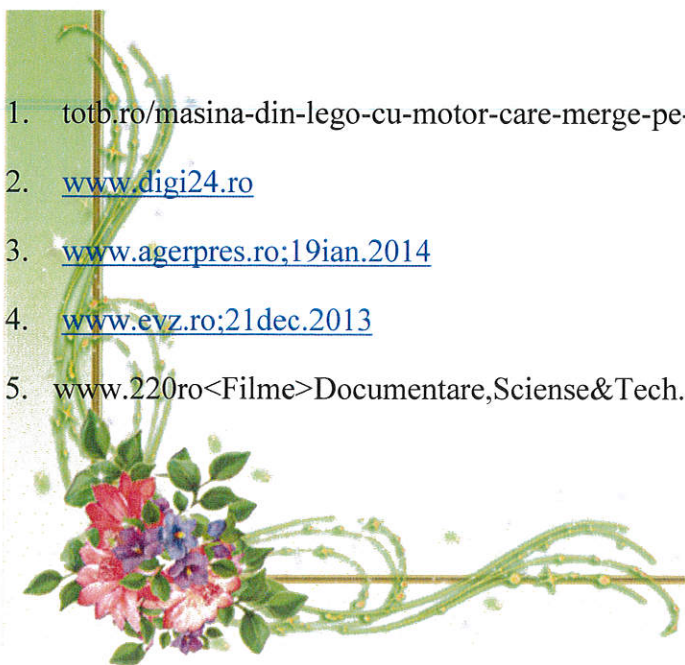 1. totb.ro/masina-din-lego-cu-motor-care-merge-pe-
2. www.digi24.ro
3. www.agerpres.ro;19ian.2014
4. www.evz.ro;21dec.2013
5. www.220ro<Filme>Documentare,Sciense&Tech.